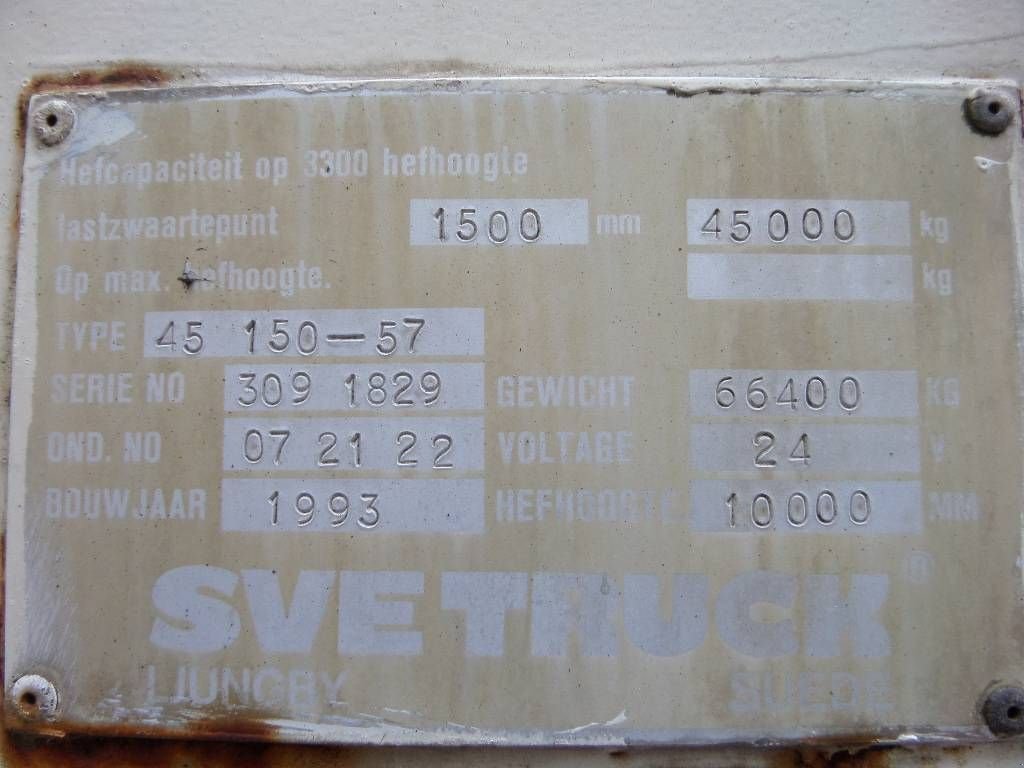 Hefcapaciteit op 3300 hefhoogte
lastzwaartepunt 1500 mm 45000 kg
Op max. hefhoogte. kg
TYPE 45 150-57
SERIE NO 309 1829 GEWICHT 66400 KG
OND. NO 07 21 22 VOLTAGE 24 V
BOUWJAAR 1993 HEFHOOGTE 10000 MM
SVETRUCK ®
LJUNGBY SUEDE